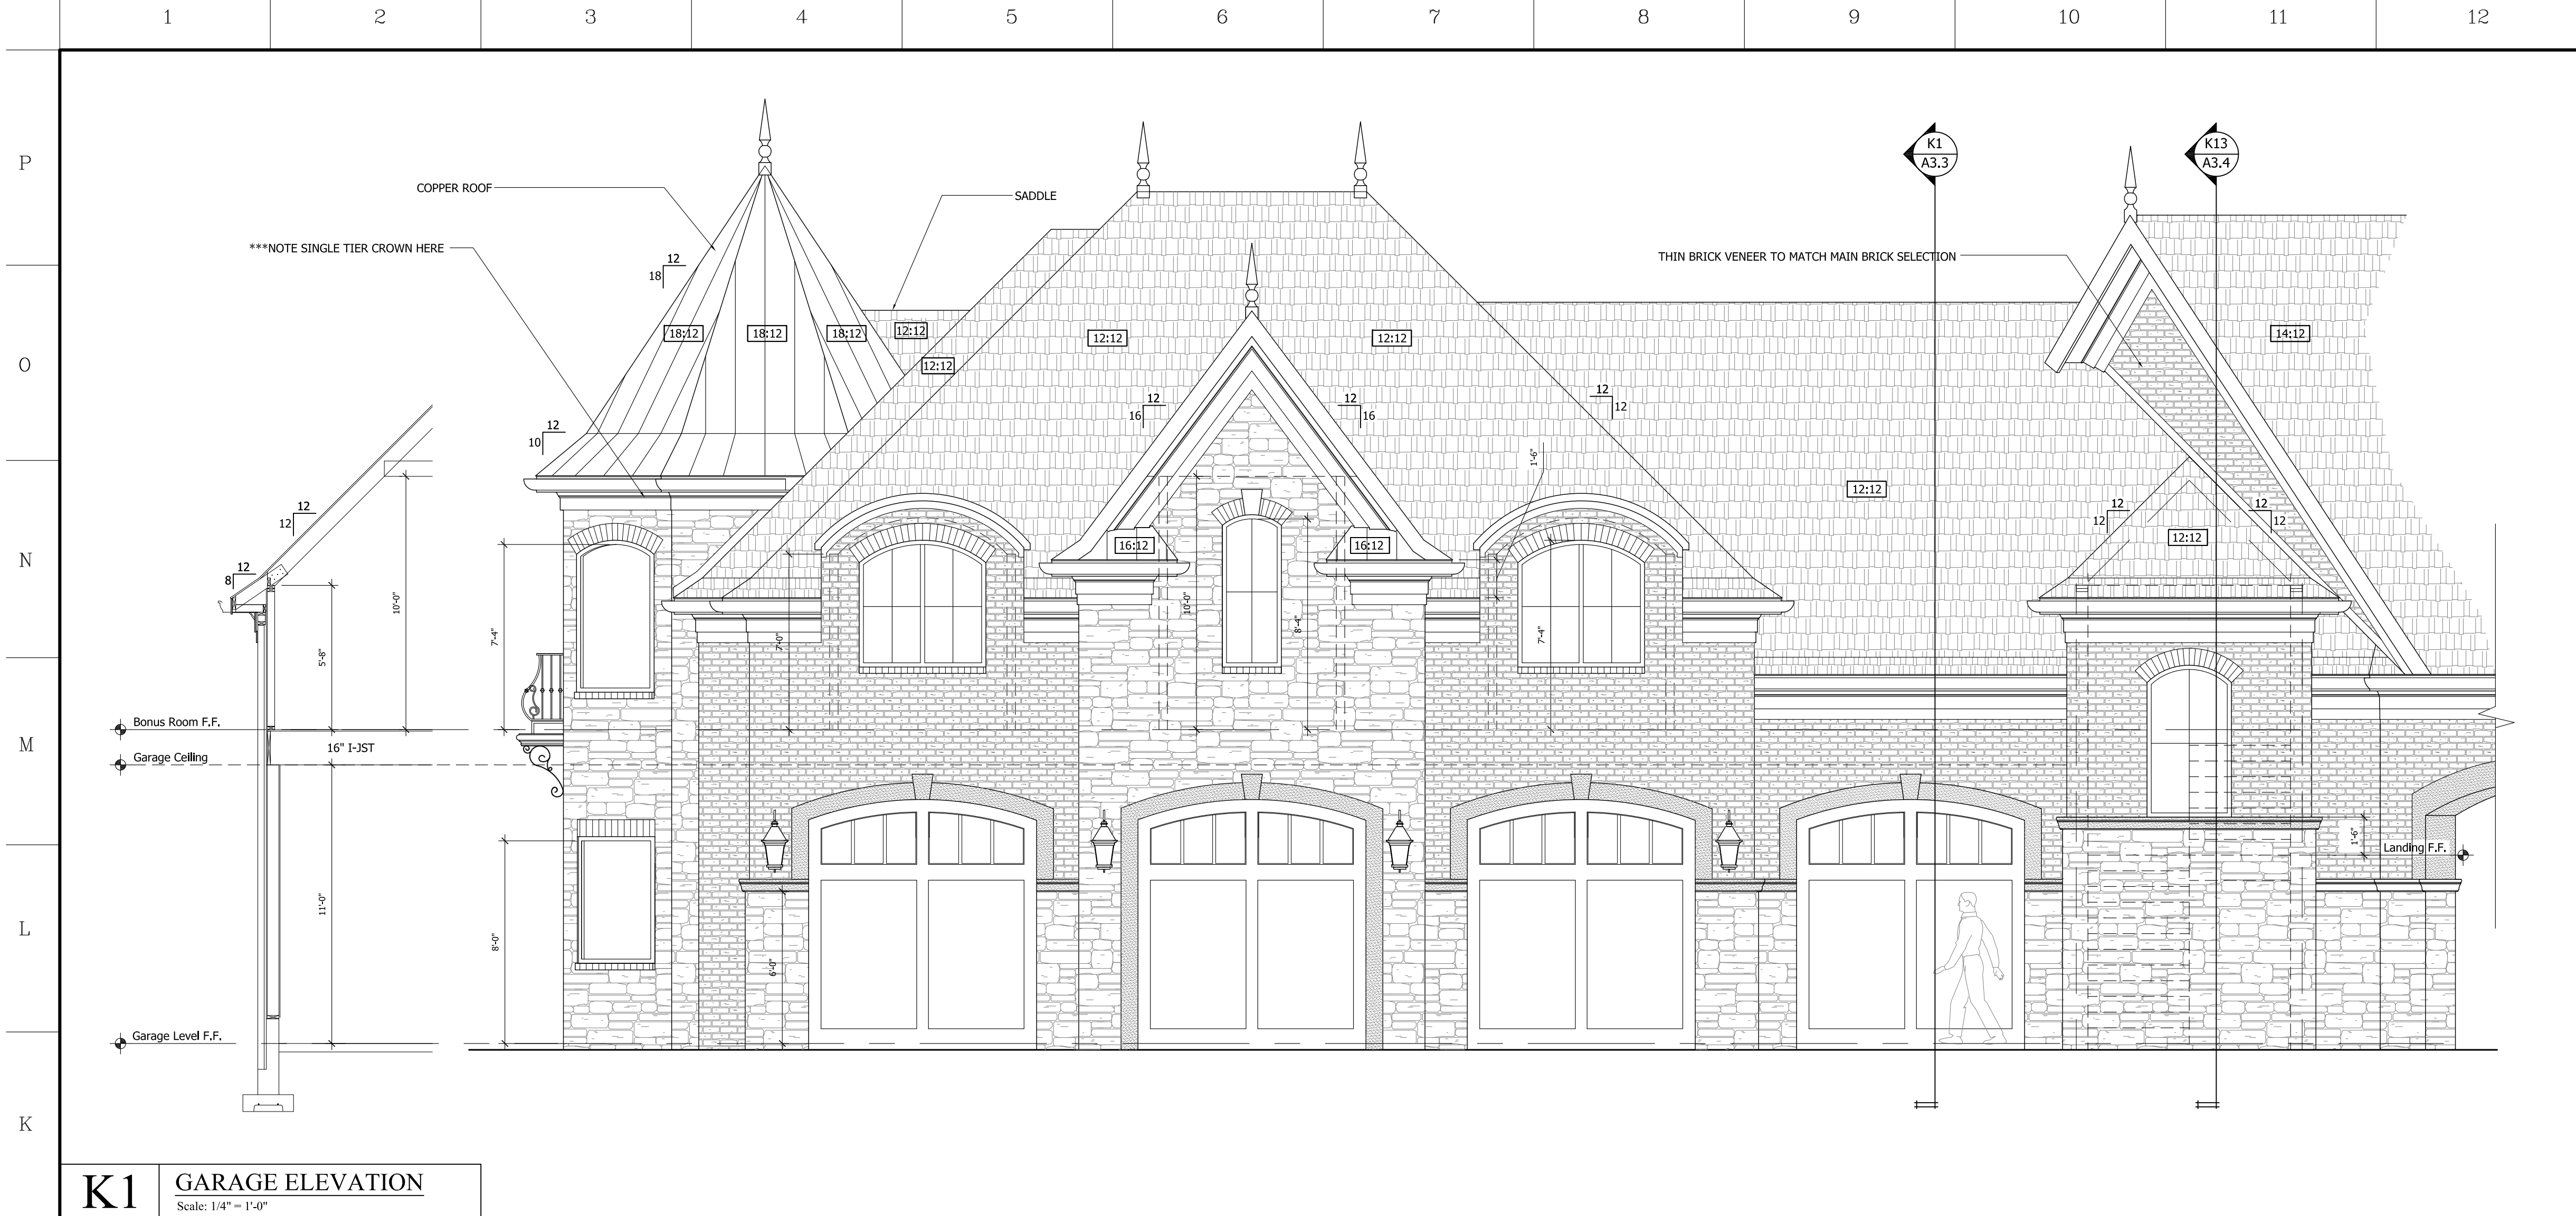 1 2 3 4 5 6 7 8 9 10 11 12
P
O
N
M
L
K
COPPER ROOF
SADDLE
***NOTE SINGLE TIER CROWN HERE
THIN BRICK VENEER TO MATCH MAIN BRICK SELECTION
K1
A3.3
K13
A3.4
12
18
18:12
18:12
18:12
12:12
12:12
12:12
12:12
14:12
12
10
12
16
12
16
12
12
1'-6"
12:12
12
12
12
8
10'-0"
5'-8"
7'-4"
7'-0"
16:12
16:12
10'-0"
8'-4"
7'-4"
12
12
12
12
12:12
Bonus Room F.F.
16" I-JST
Garage Ceiling
11'-0"
8'-0"
6'-0"
1'-6"
Landing F.F.
Garage Level F.F.
K1
GARAGE ELEVATION
Scale: 1/4" = 1'-0"